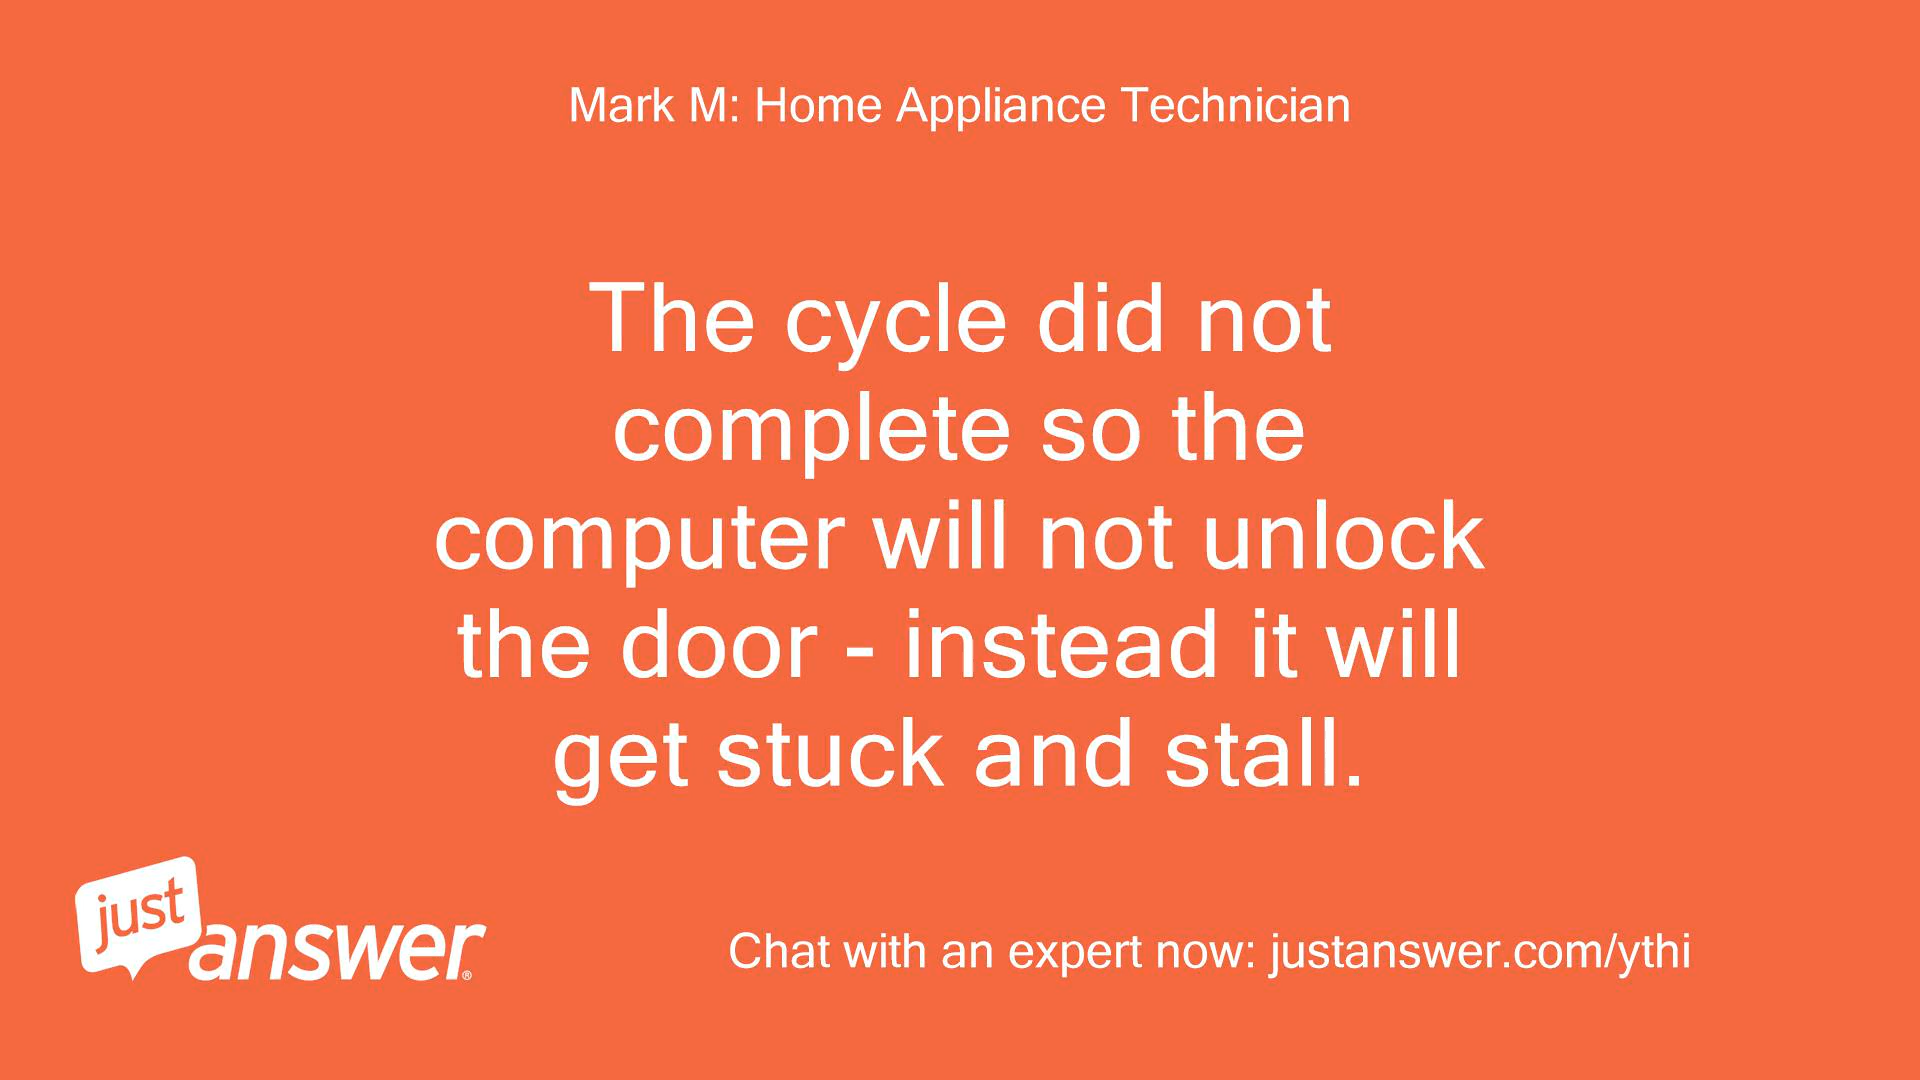 Mark M: Home Appliance Technician
The cycle did not
complete so the
computer will not unlock
the door - instead it will
get stuck and stall.
just
answer®
Chat with an expert now: justanswer.com/ythi